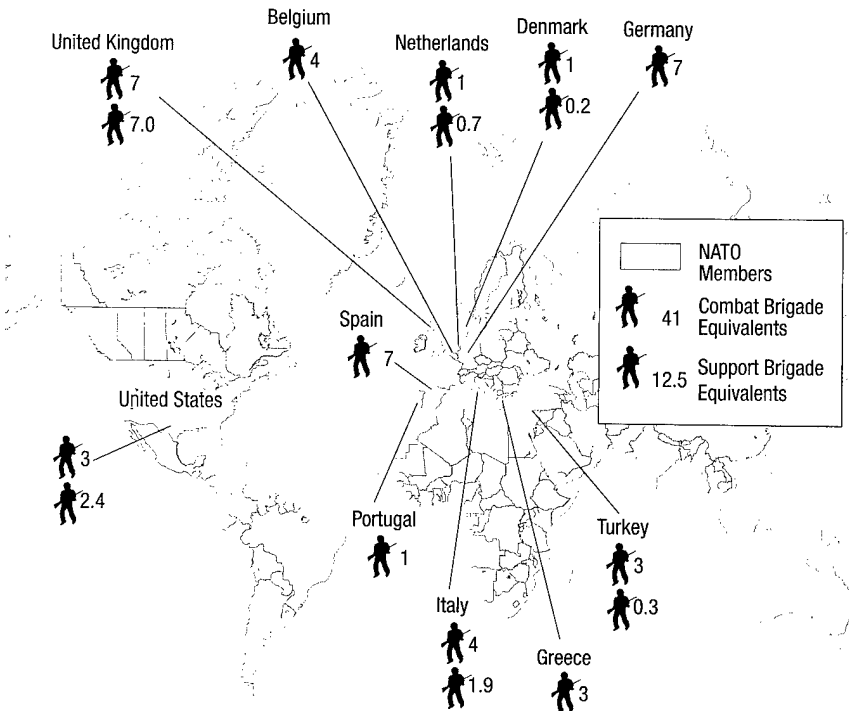 Belgium
4
United Kingdom
7
7.0
Netherlands
1
0.7
Denmark
1
0.2
Germany
7
NATO
Members
41 Combat Brigade
Equivalents
12.5 Support Brigade
Equivalents
Spain
7
United States
3
2.4
Portugal
1
Italy
4
1.9
Greece
3
Turkey
3
0.3